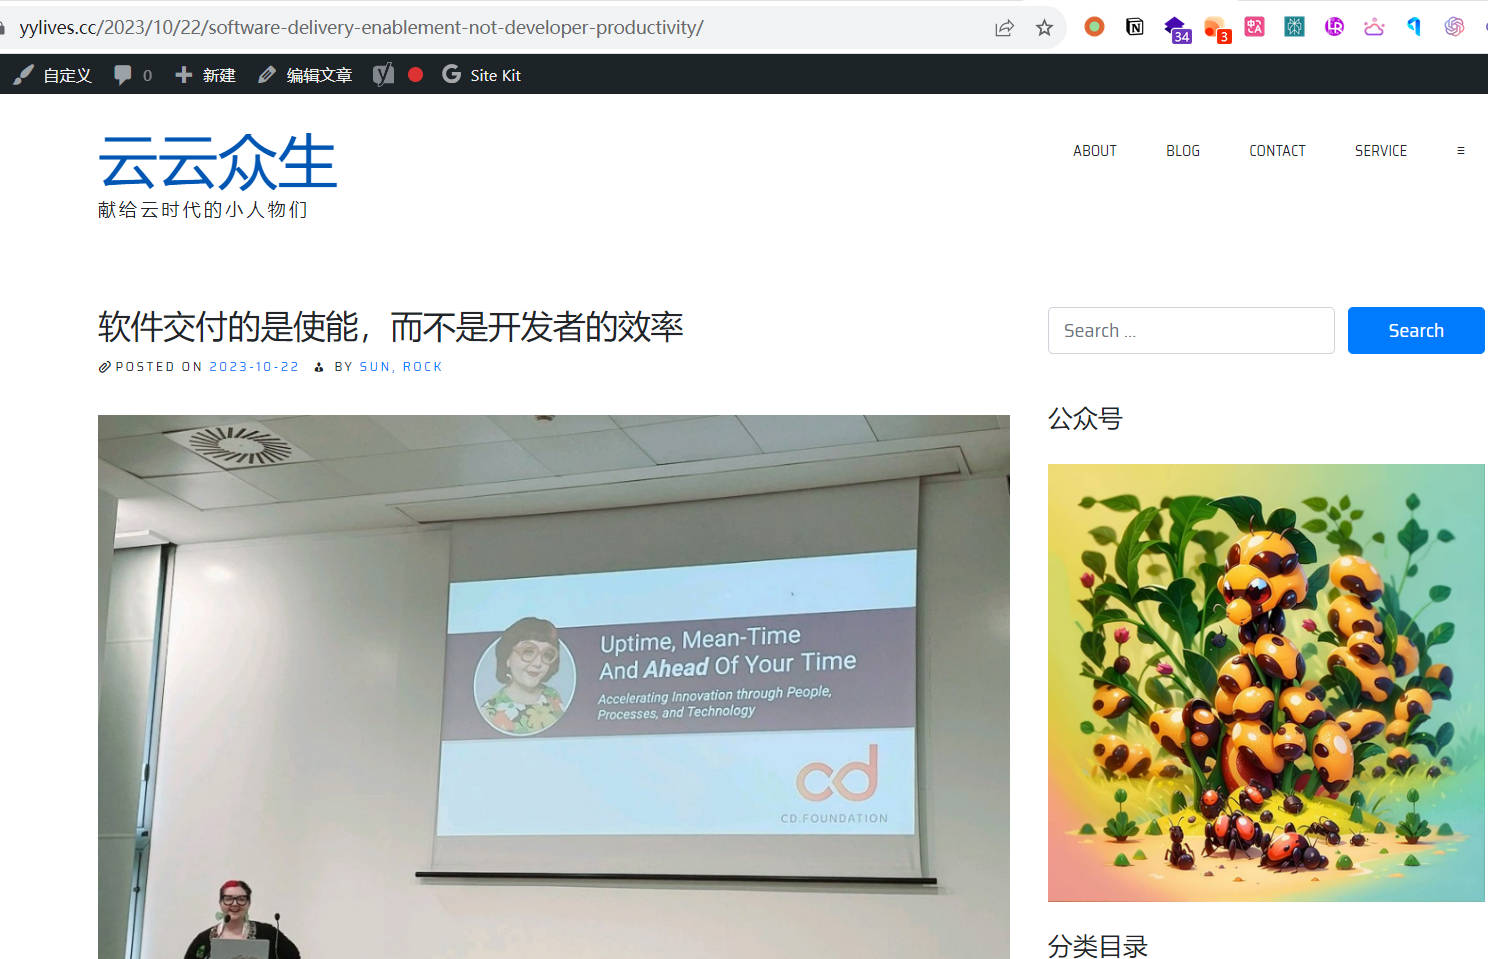 yylives.cc/2023/10/22/software-delivery-enablement-not-developer-productivity/
34
3
自定义
0
新建
编辑文章
Site Kit
云云众生
献给云时代的小人物们
ABOUT
BLOG
CONTACT
SERVICE
软件交付的是使能，而不是开发者的效率
POSTED ON 2023-10-22 BY SUN, ROCK
Search ...
Search
公众号
Uptime, Mean-Time
And Ahead Of Your Time
Accelerating Innovation through People,
Processes, and Technology
cd
CD.FOUNDATION
分类目录